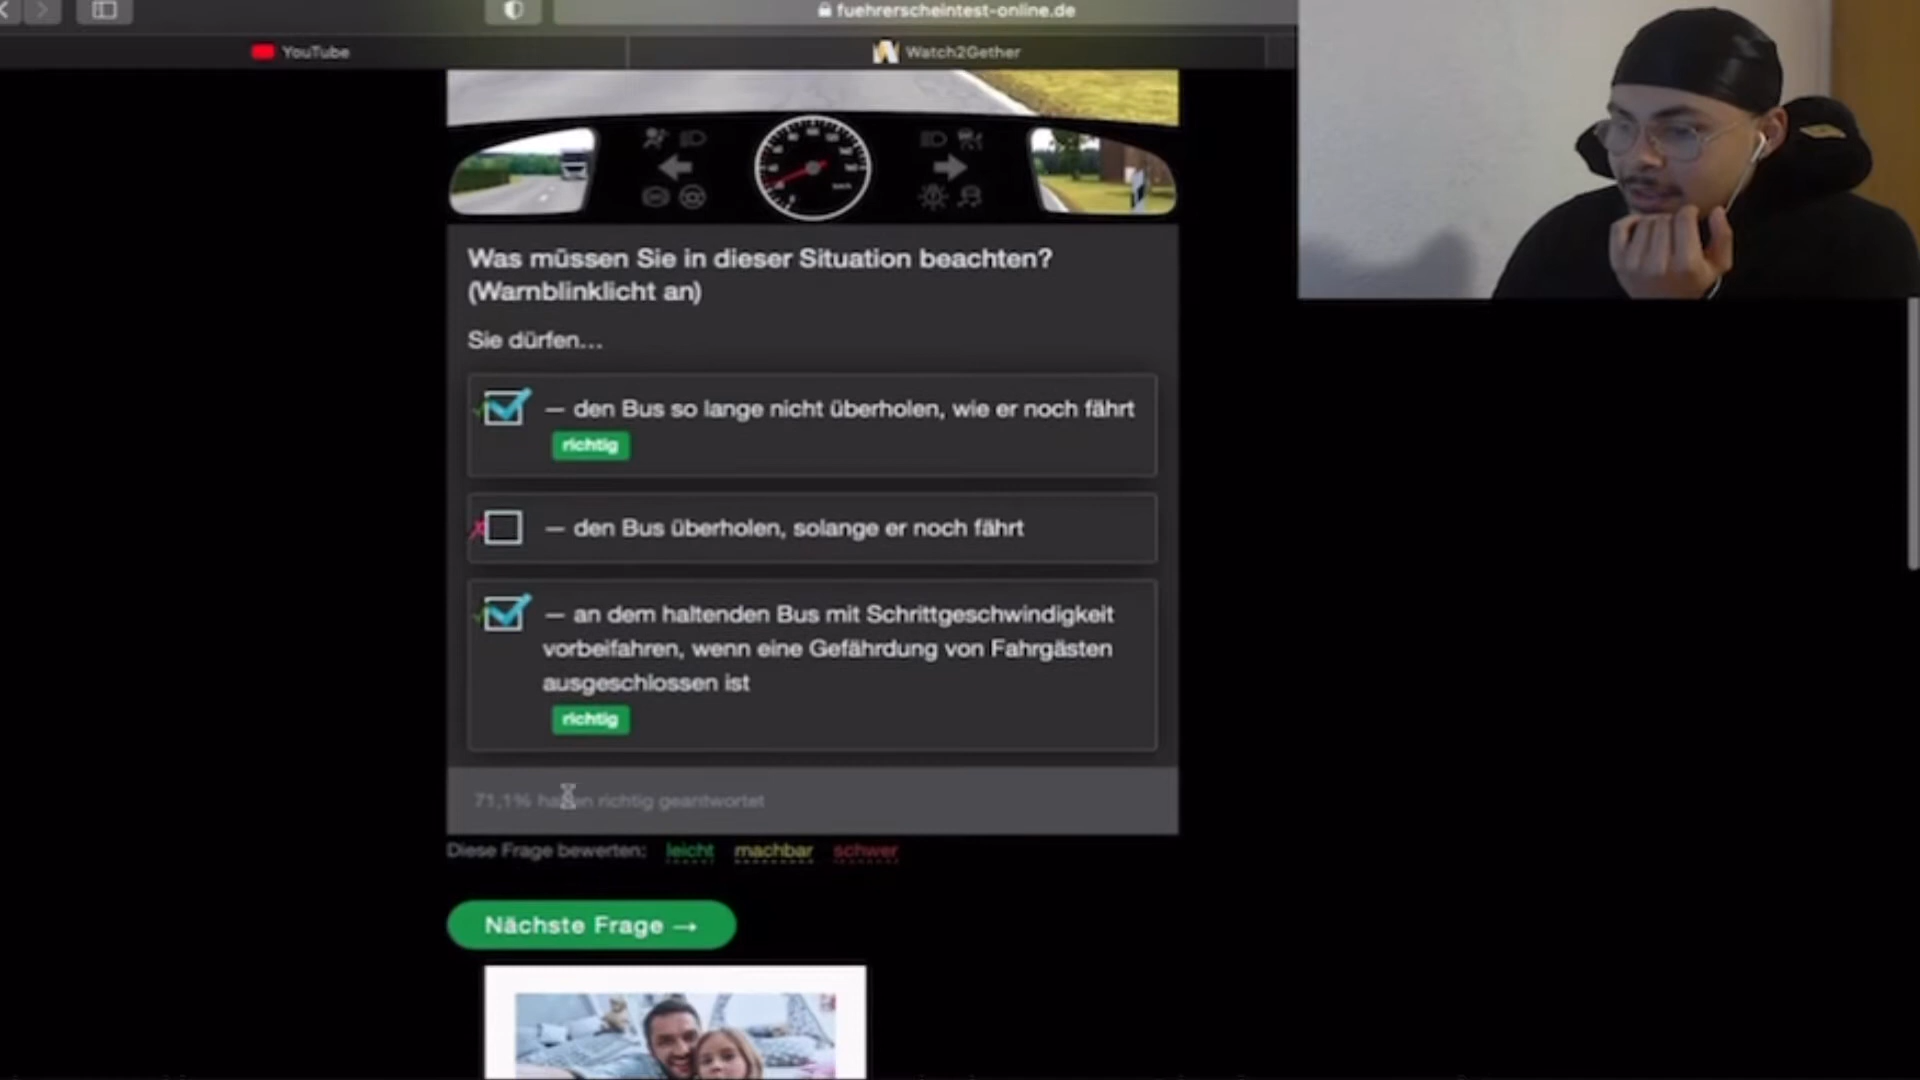 fuehrerscheintest-online.de
YouTube
Watch2Gether
Was müssen Sie in dieser Situation beachten?
(Warnblinklicht an)
Sie dürfen...
— den Bus so lange nicht überholen, wie er noch fährt
richtig
— den Bus überholen, solange er noch fährt
— an dem haltenden Bus mit Schrittgeschwindigkeit
vorbeifahren, wenn eine Gefährdung von Fahrgästen
ausgeschlossen ist
richtig
71,1% haben richtig geantwortet
Diese Frage bewerten: leicht machbar schwer
Nächste Frage →